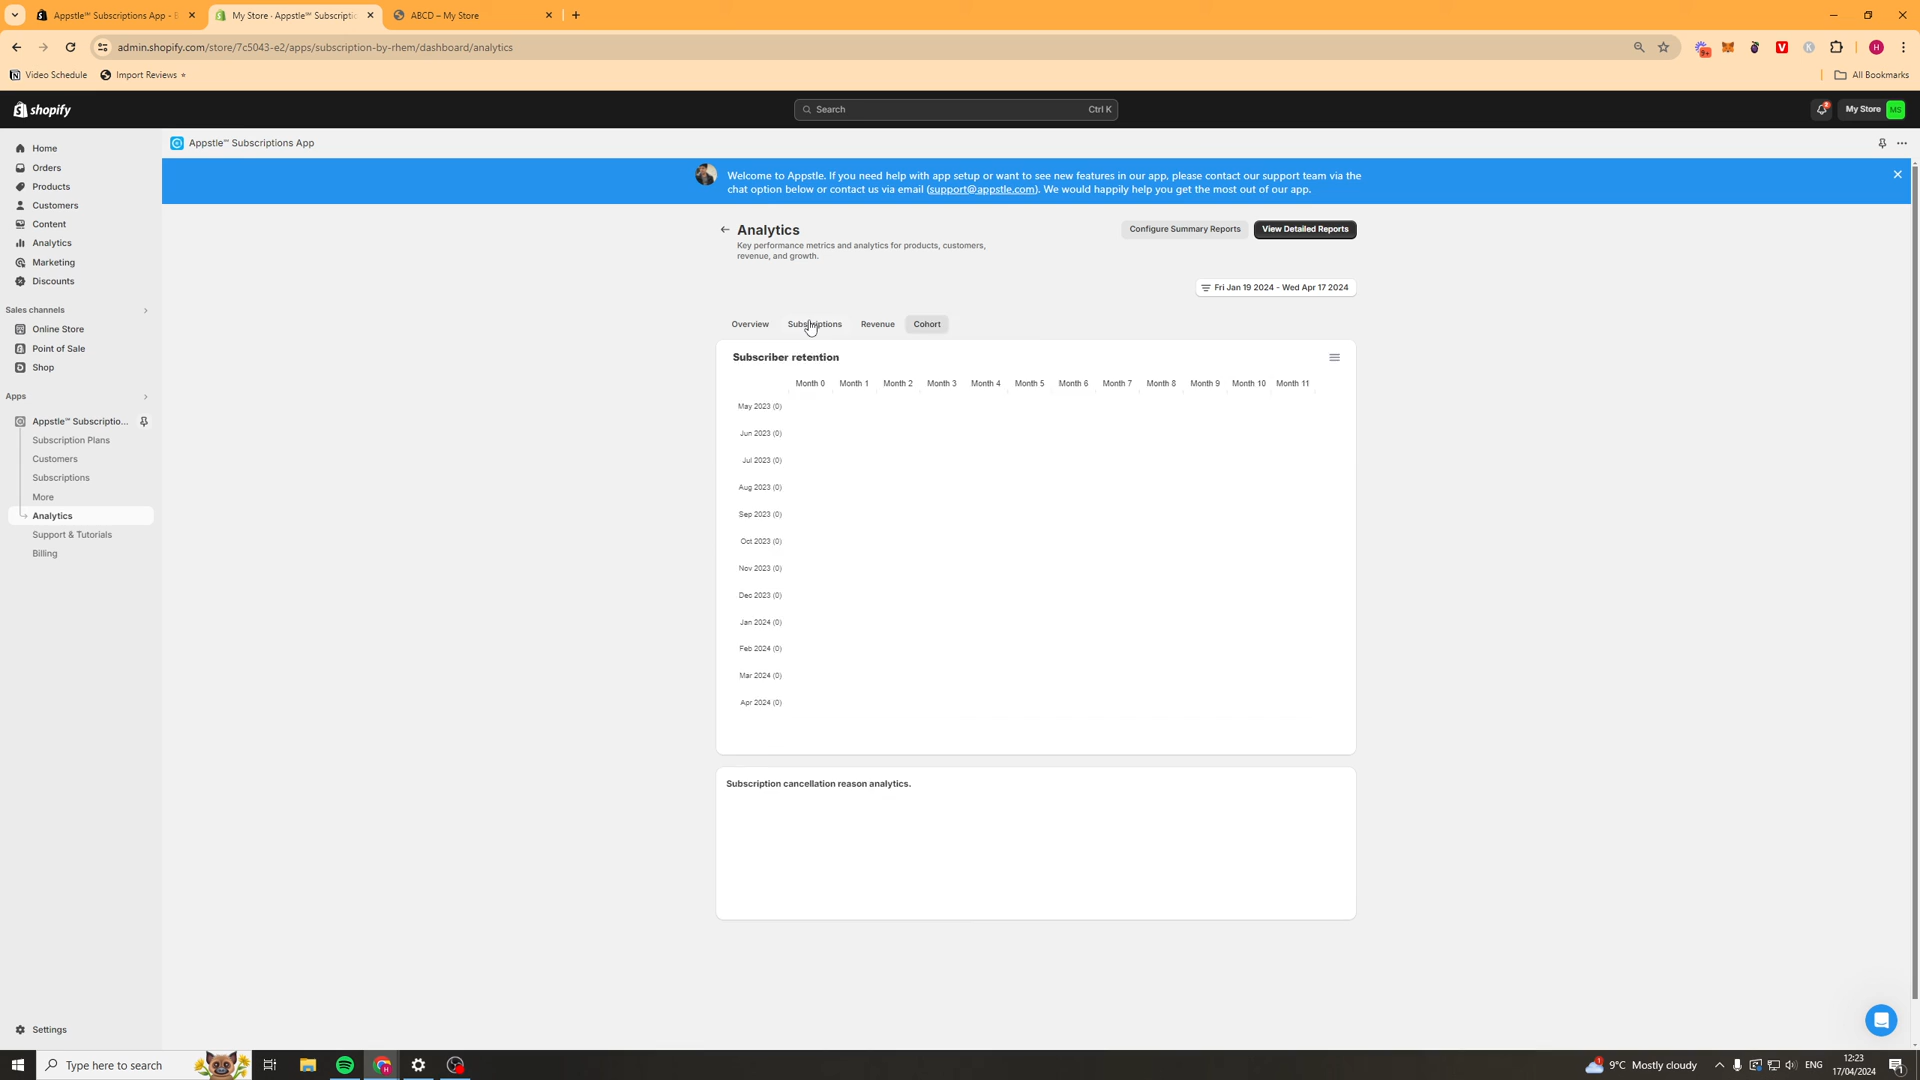 Appstle℠ Subscriptions App - E
My Store · Appstle℠ Subscriptio
ABCD – My Store
admin.shopify.com/store/7c5043-e2/apps/subscription-by-rhem/dashboard/analytics
9+
H
Video Schedule
Import Reviews
All Bookmarks
shopify
Search
Ctrl K
2
My Store
MS
Home
Orders
Products
Customers
Content
Analytics
Marketing
Discounts
Sales channels
Online Store
Point of Sale
Shop
Apps
Appstle℠ Subscriptio...
Subscription Plans
Customers
Subscriptions
More
Analytics
Support & Tutorials
Billing
Settings
Appstle℠ Subscriptions App
Welcome to Appstle. If you need help with app setup or want to see new features in our app, please contact our support team via the
chat option below or contact us via email (support@appstle.com). We would happily help you get the most out of our app.
Analytics
Key performance metrics and analytics for products, customers,
revenue, and growth.
Configure Summary Reports
View Detailed Reports
Fri Jan 19 2024 - Wed Apr 17 2024
Overview
Subscriptions
Revenue
Cohort
Subscriber retention
Month 0 Month 1 Month 2 Month 3 Month 4 Month 5 Month 6 Month 7 Month 8 Month 9 Month 10 Month 11
May 2023 (0)
Jun 2023 (0)
Jul 2023 (0)
Aug 2023 (0)
Sep 2023 (0)
Oct 2023 (0)
Nov 2023 (0)
Dec 2023 (0)
Jan 2024 (0)
Feb 2024 (0)
Mar 2024 (0)
Apr 2024 (0)
Subscription cancellation reason analytics.
Type here to search
1
9°C Mostly cloudy
ENG
12:23
17/04/2024